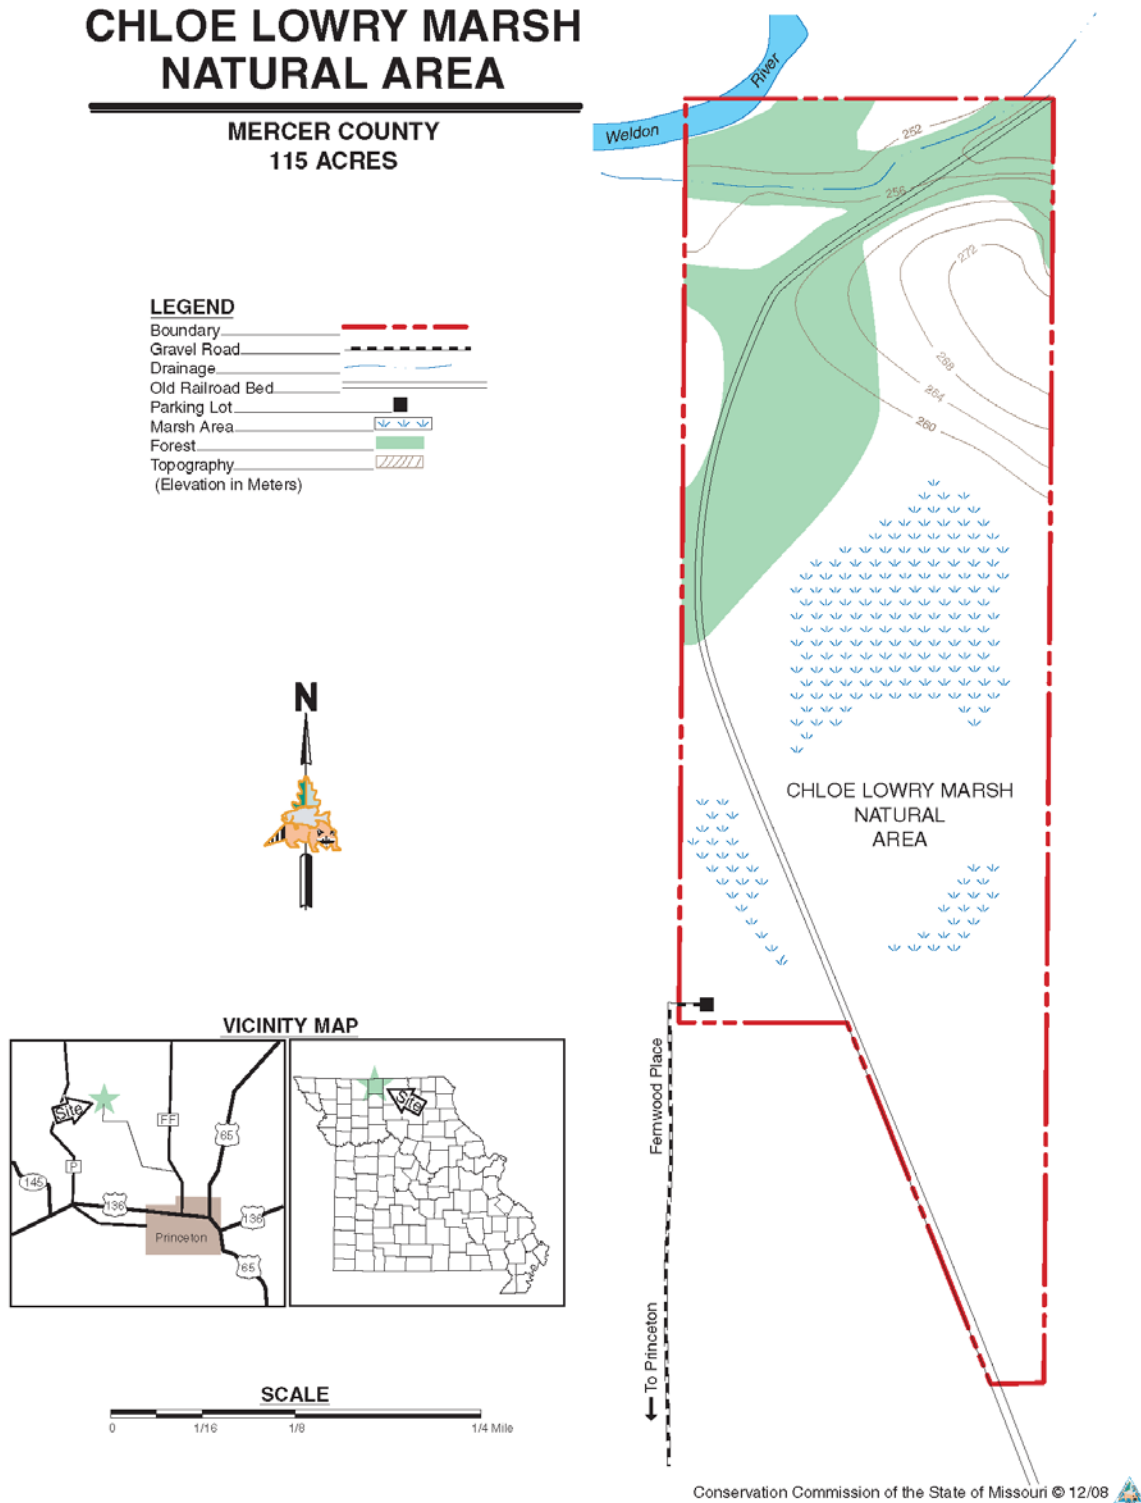 CHLOE LOWRY MARSH
NATURAL AREA
MERCER COUNTY
115 ACRES
River
Weldon
252
256
272
268
264
260
LEGEND
Boundary
Gravel Road
Drainage
Old Railroad Bed
Parking Lot
Marsh Area
Forest
Topography
(Elevation in Meters)
N
CHLOE LOWRY MARSH
NATURAL
AREA
VICINITY MAP
Site
FF
65
P
145
136
136
Princeton
65
Site
Fernwood Place
To Princeton
SCALE
0 1/16 1/8 1/4 Mile
Conservation Commission of the State of Missouri © 12/08